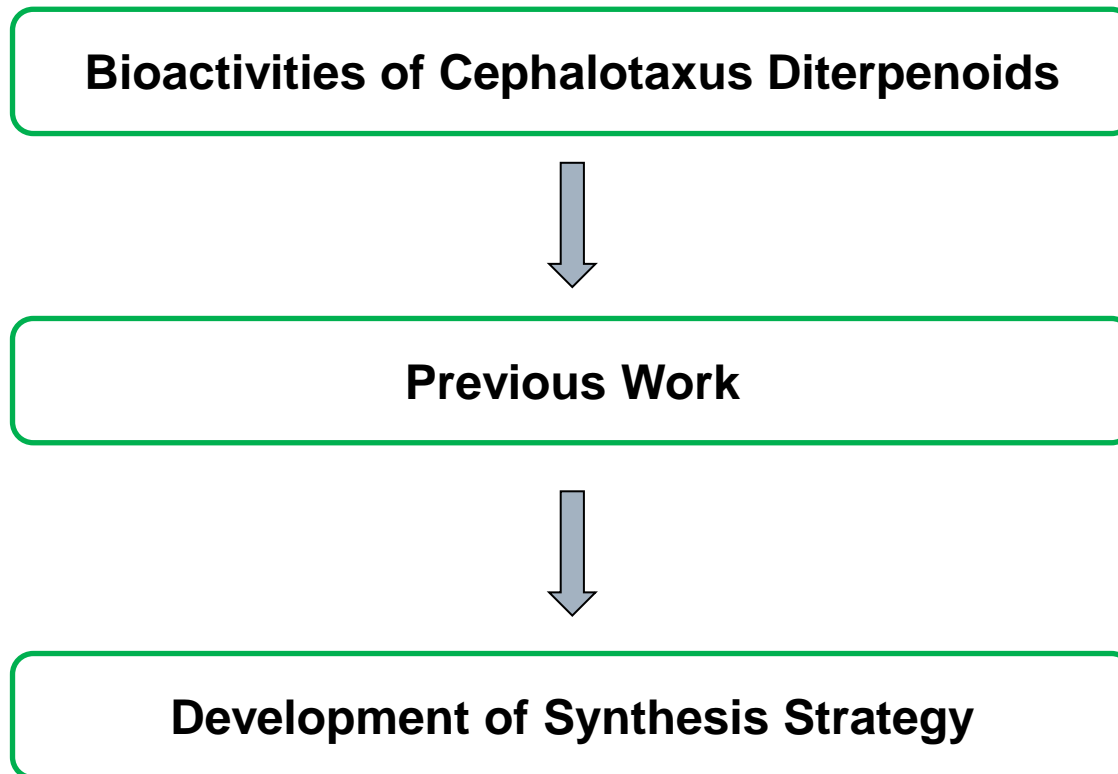 Bioactivities of Cephalotaxus Diterpenoids
Previous Work
Development of Synthesis Strategy